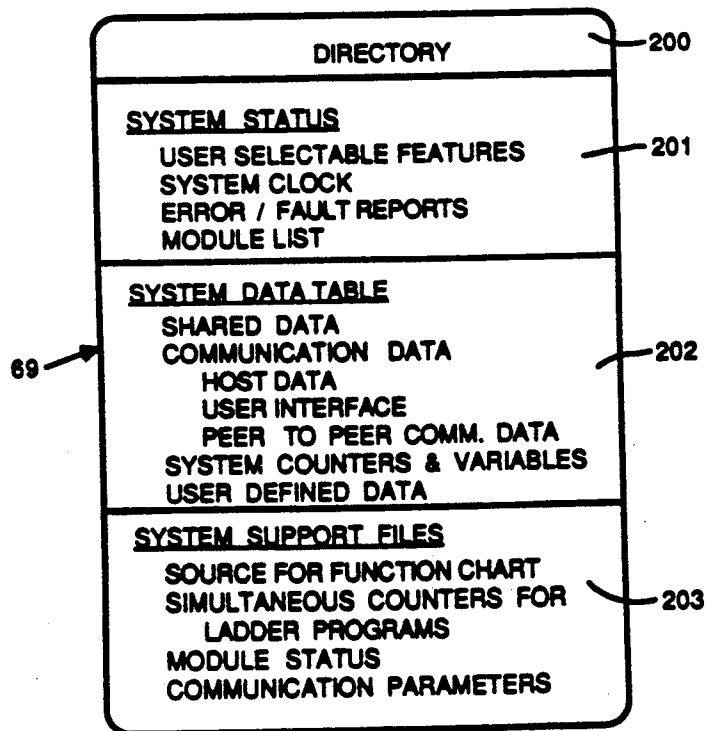 DIRECTORY
200
SYSTEM STATUS
201
USER SELECTABLE FEATURES
SYSTEM CLOCK
ERROR / FAULT REPORTS
MODULE LIST
SYSTEM DATA TABLE
SHARED DATA
COMMUNICATION DATA
202
69
HOST DATA
USER INTERFACE
PEER TO PEER COMM. DATA
SYSTEM COUNTERS & VARIABLES
USER DEFINED DATA
SYSTEM SUPPORT FILES
SOURCE FOR FUNCTION CHART
SIMULTANEOUS COUNTERS FOR
203
LADDER PROGRAMS
MODULE STATUS
COMMUNICATION PARAMETERS